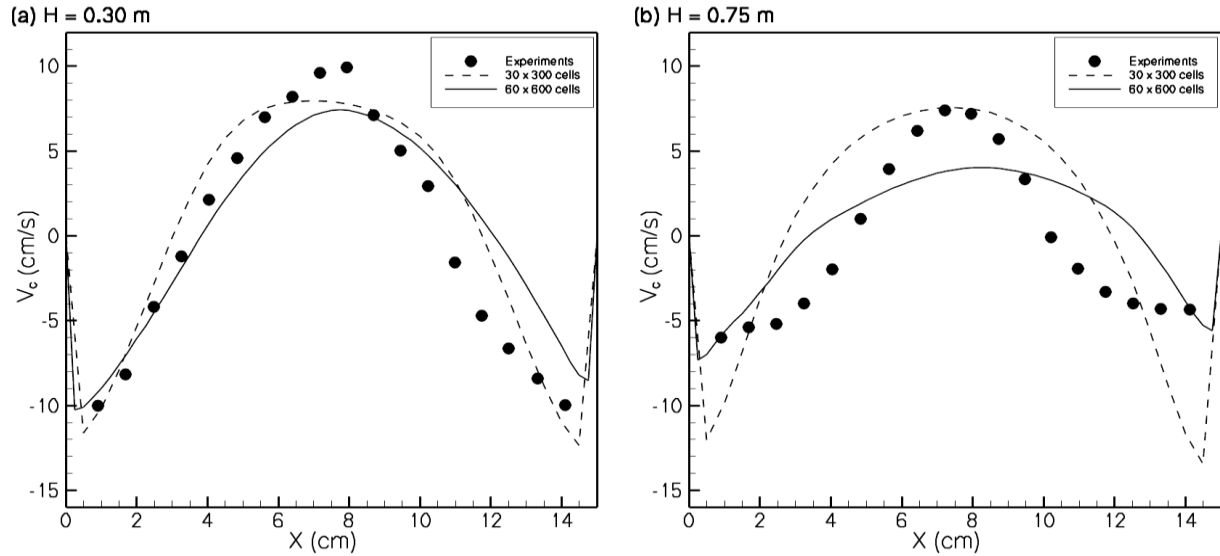 (a) H = 0.30 m
Experiments
30 x 300 cells
60 x 600 cells
10
5
0
-5
-10
-15
Vc (cm/s)
0 2 4 6 8 10 12 14
X (cm)
(b) H = 0.75 m
Experiments
30 x 300 cells
60 x 600 cells
10
5
0
-5
-10
-15
Vc (cm/s)
0 2 4 6 8 10 12 14
X (cm)